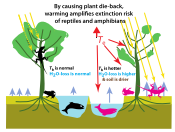 By causing plant die-back,
warming amplifies extinction risk
of reptiles and amphibians
T
Tb is normal
H2O loss is normal
Tb is hotter
H2O loss is higher
& soil is drier